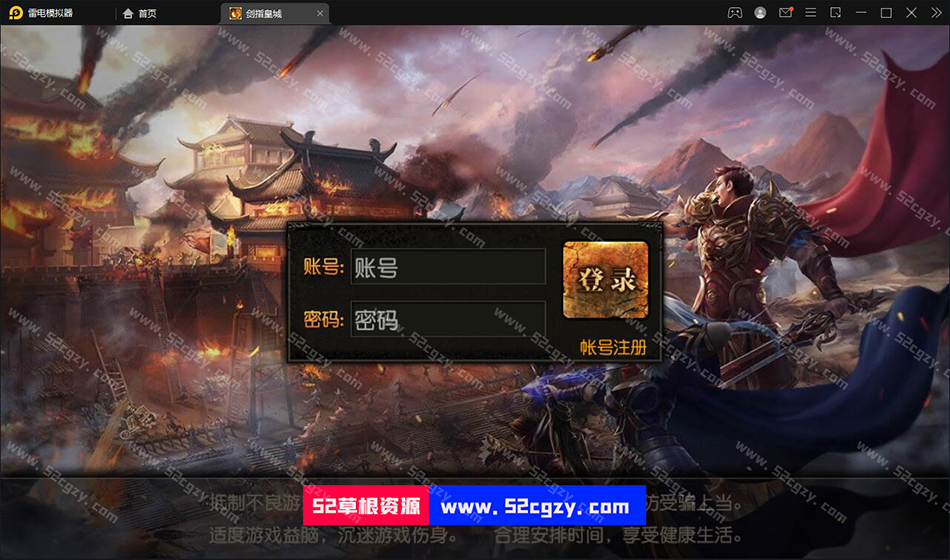 雷电模拟器
首页
剑指皇城
账号: 账号
密码: 密码
登录
帐号注册
抵制不良游
防受骗上当。
52草根资源 www.52cgzy.com
适度游戏益脑，沉迷游戏伤身。 合理安排时间，享受健康生活。
www.52cgzy.com